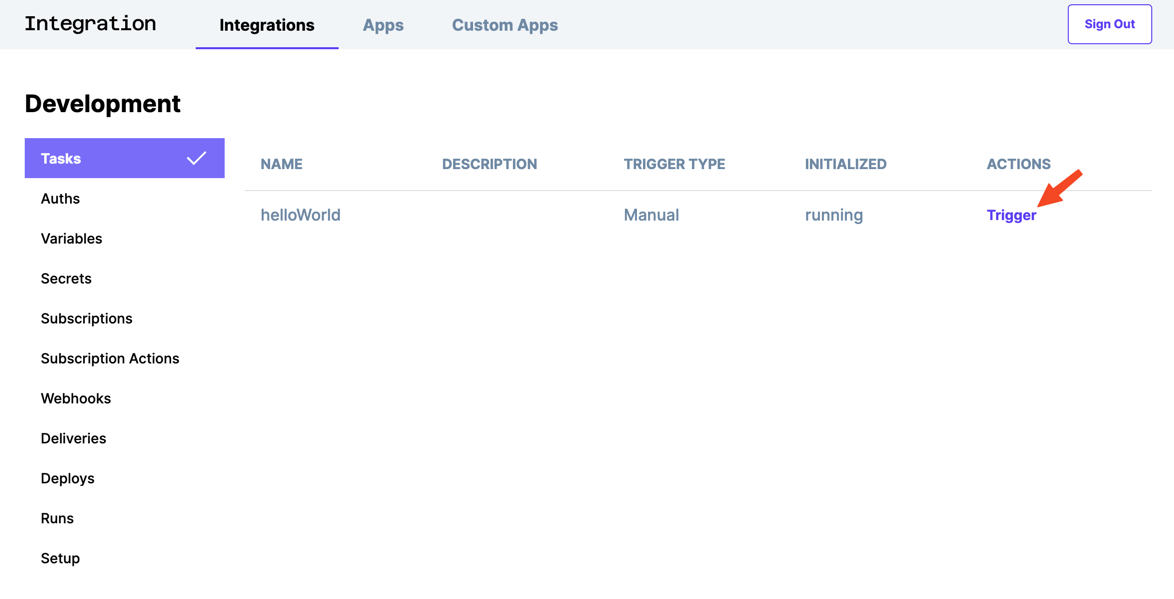 Integration Integrations Apps Custom Apps Sign Out
Development
Tasks
Auths
Variables
Secrets
Subscriptions
Subscription Actions
Webhooks
Deliveries
Deploys
Runs
Setup
NAME DESCRIPTION TRIGGER TYPE INITIALIZED ACTIONS
helloWorld Manual running Trigger